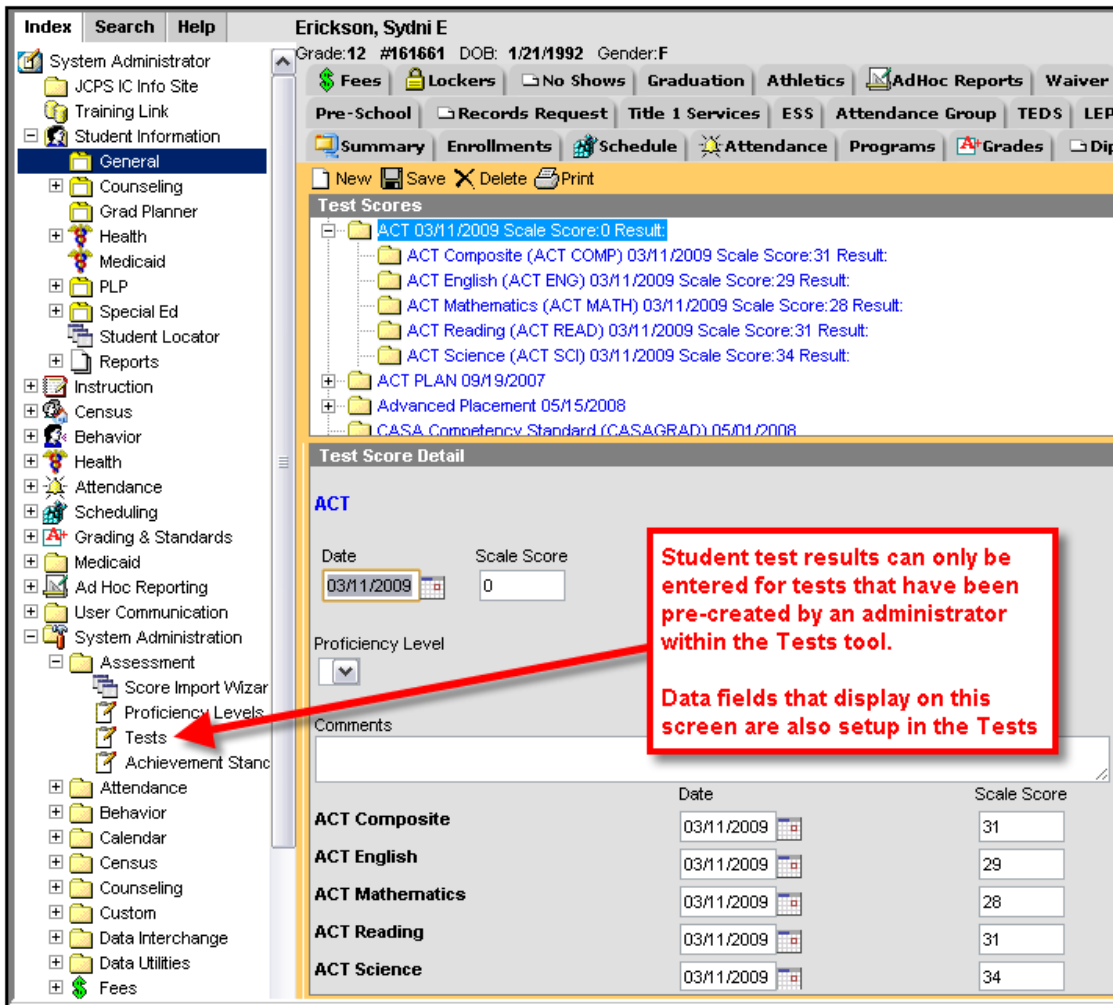 Index Search Help
System Administrator
JCPS IC Info Site
Training Link
Student Information
General
Counseling
Grad Planner
Health
Medicaid
PLP
Special Ed
Student Locator
Reports
Instruction
Census
Behavior
Health
Attendance
Scheduling
Grading & Standards
Medicaid
Ad Hoc Reporting
User Communication
System Administration
Assessment
Score Import Wizar
Proficiency Levels
Tests
Achievement Stanc
Attendance
Behavior
Calendar
Census
Counseling
Custom
Data Interchange
Data Utilities
Fees
Erickson, Sydni E
Grade:12 #161661 DOB: 1/21/1992 Gender:F
Fees Lockers No Shows Graduation Athletics AdHoc Reports Waiver
Pre-School Records Request Title 1 Services ESS Attendance Group TEDS LEP
Summary Enrollments Schedule Attendance Programs Grades Dip
New Save Delete Print
Test Scores
ACT 03/11/2009 Scale Score:0 Result:
ACT Composite (ACT COMP) 03/11/2009 Scale Score:31 Result:
ACT English (ACT ENG) 03/11/2009 Scale Score:29 Result:
ACT Mathematics (ACT MATH) 03/11/2009 Scale Score:28 Result:
ACT Reading (ACT READ) 03/11/2009 Scale Score:31 Result:
ACT Science (ACT SCI) 03/11/2009 Scale Score:34 Result:
ACT PLAN 09/19/2007
Advanced Placement 05/15/2008
CASA Competency Standard (CASAGRAD) 05/01/2008
Test Score Detail
ACT
Date Scale Score
03/11/2009 0
Proficiency Level
Comments
Student test results can only be
entered for tests that have been
pre-created by an administrator
within the Tests tool.
Data fields that display on this
screen are also setup in the Tests
Date Scale Score
ACT Composite 03/11/2009 31
ACT English 03/11/2009 29
ACT Mathematics 03/11/2009 28
ACT Reading 03/11/2009 31
ACT Science 03/11/2009 34